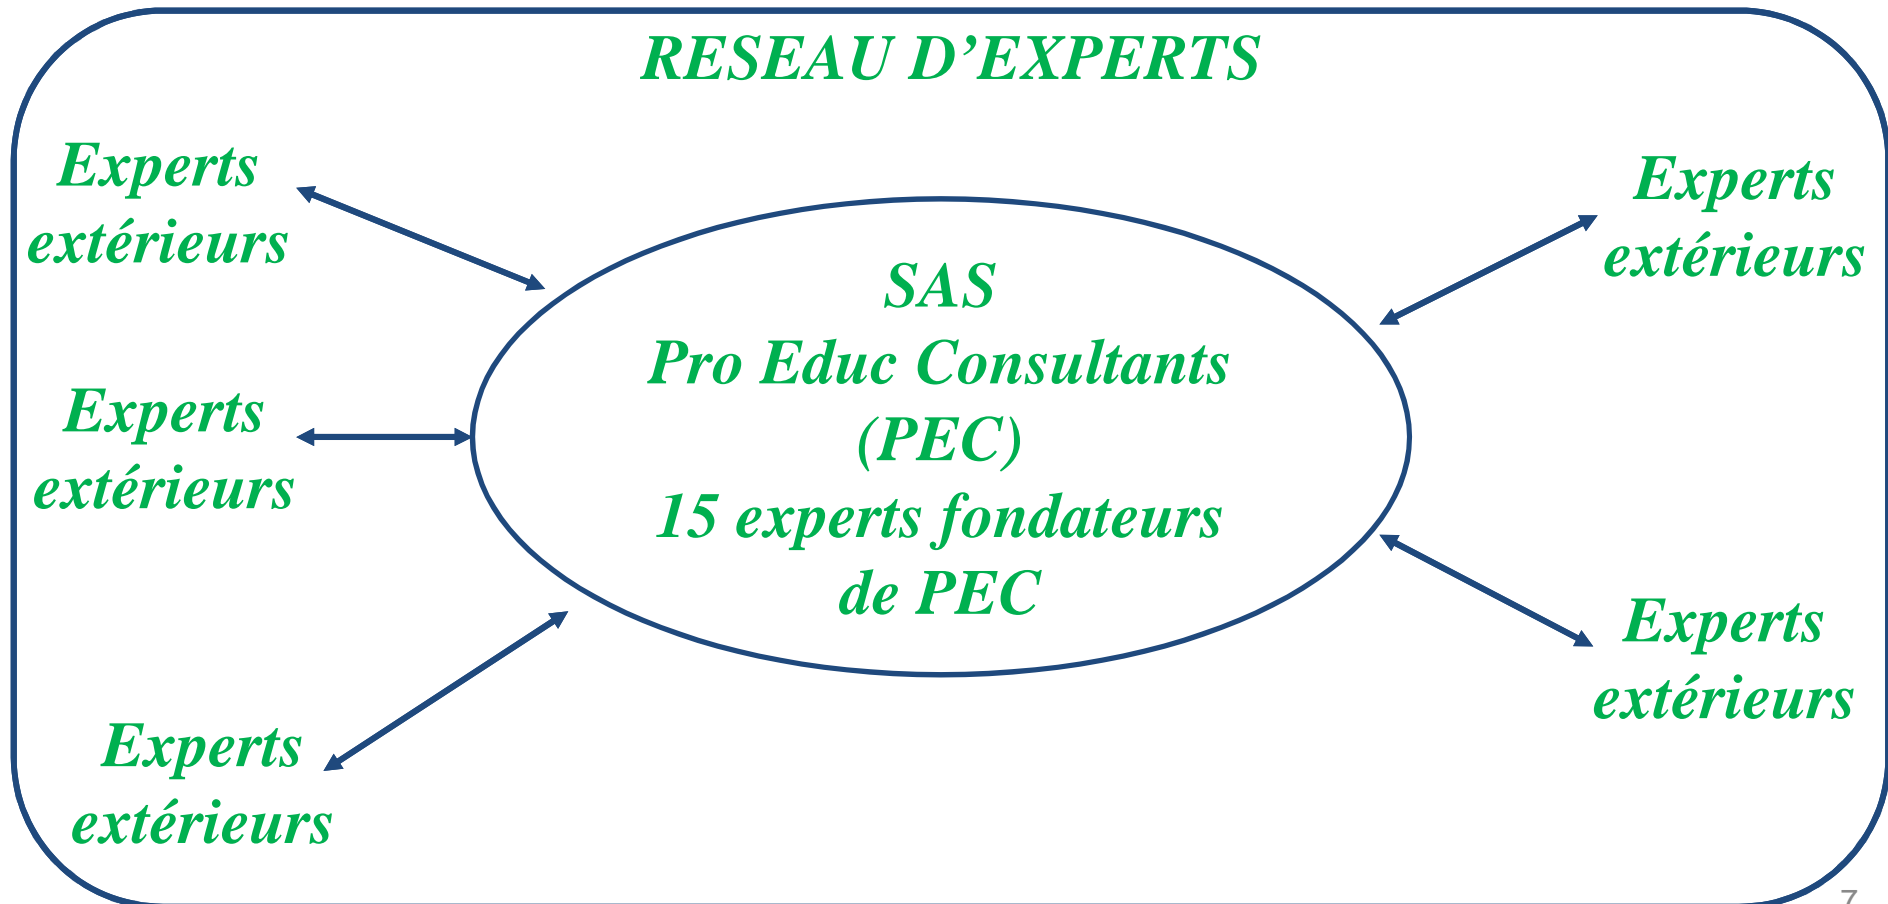 RESEAU D’EXPERTS
Experts
extérieurs
Experts
extérieurs
SAS
Pro Educ Consultants
(PEC)
15 experts fondateurs
de PEC
Experts
extérieurs
Experts
extérieurs
Experts
extérieurs
7